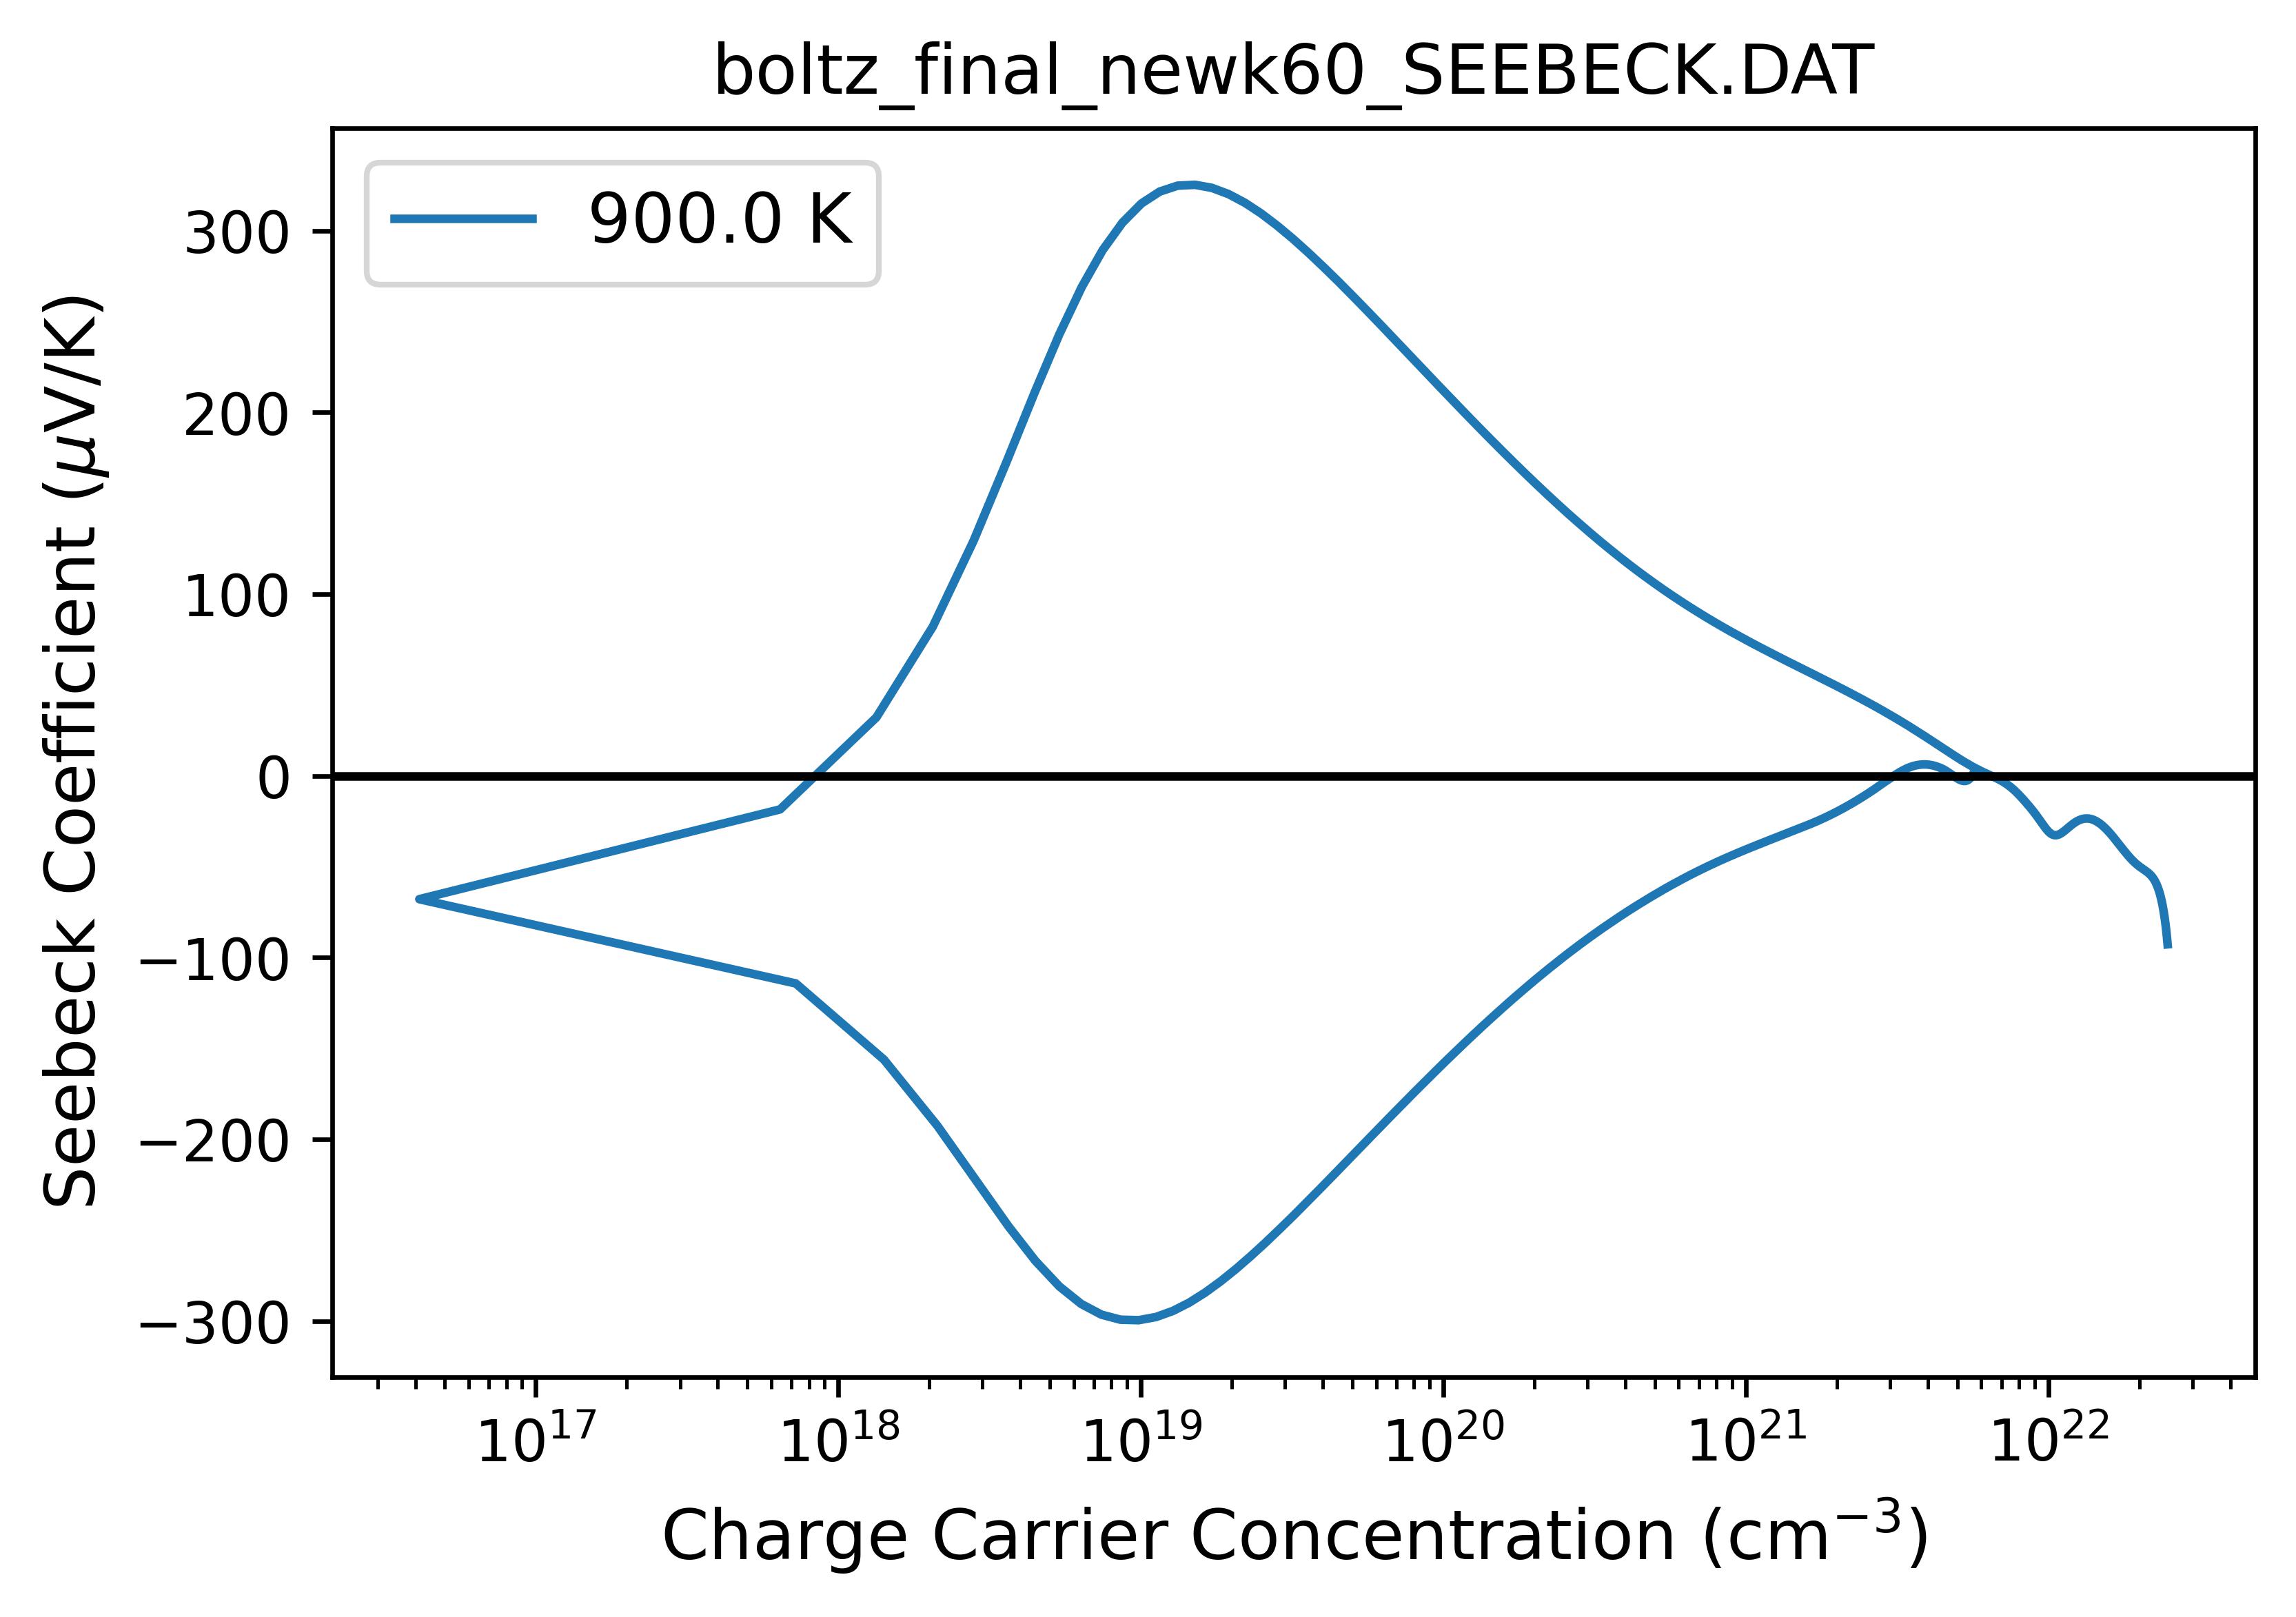 boltz_final_newk60_SEEBECK.DAT
900.0 K
Seebeck Coefficient (μV/K)
300
200
100
0
−100
−200
−300
10¹⁷ 10¹⁸ 10¹⁹ 10²⁰ 10²¹ 10²²
Charge Carrier Concentration (cm⁻³)